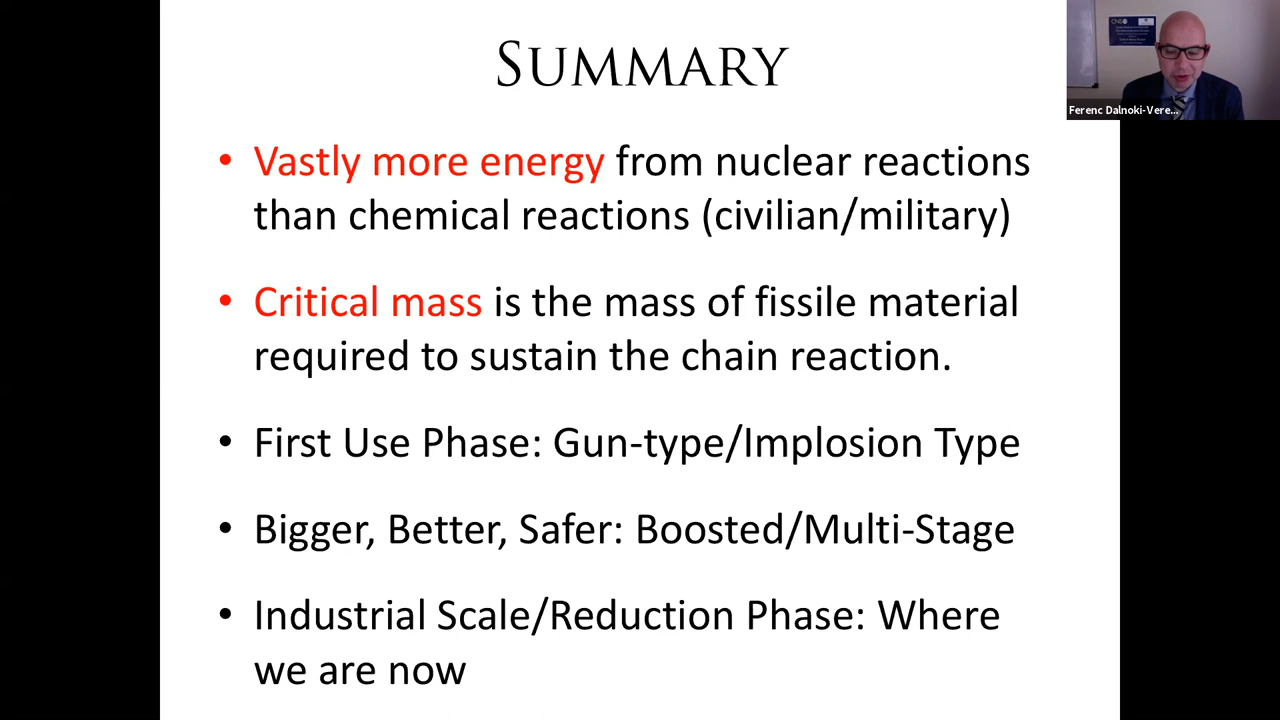 SUMMARY
• Vastly more energy from nuclear reactions
than chemical reactions (civilian/military)
• Critical mass is the mass of fissile material
required to sustain the chain reaction.
• First Use Phase: Gun-type/Implosion Type
• Bigger, Better, Safer: Boosted/Multi-Stage
• Industrial Scale/Reduction Phase: Where
we are now
CNS
Ferenc Dalnoki-Vere...